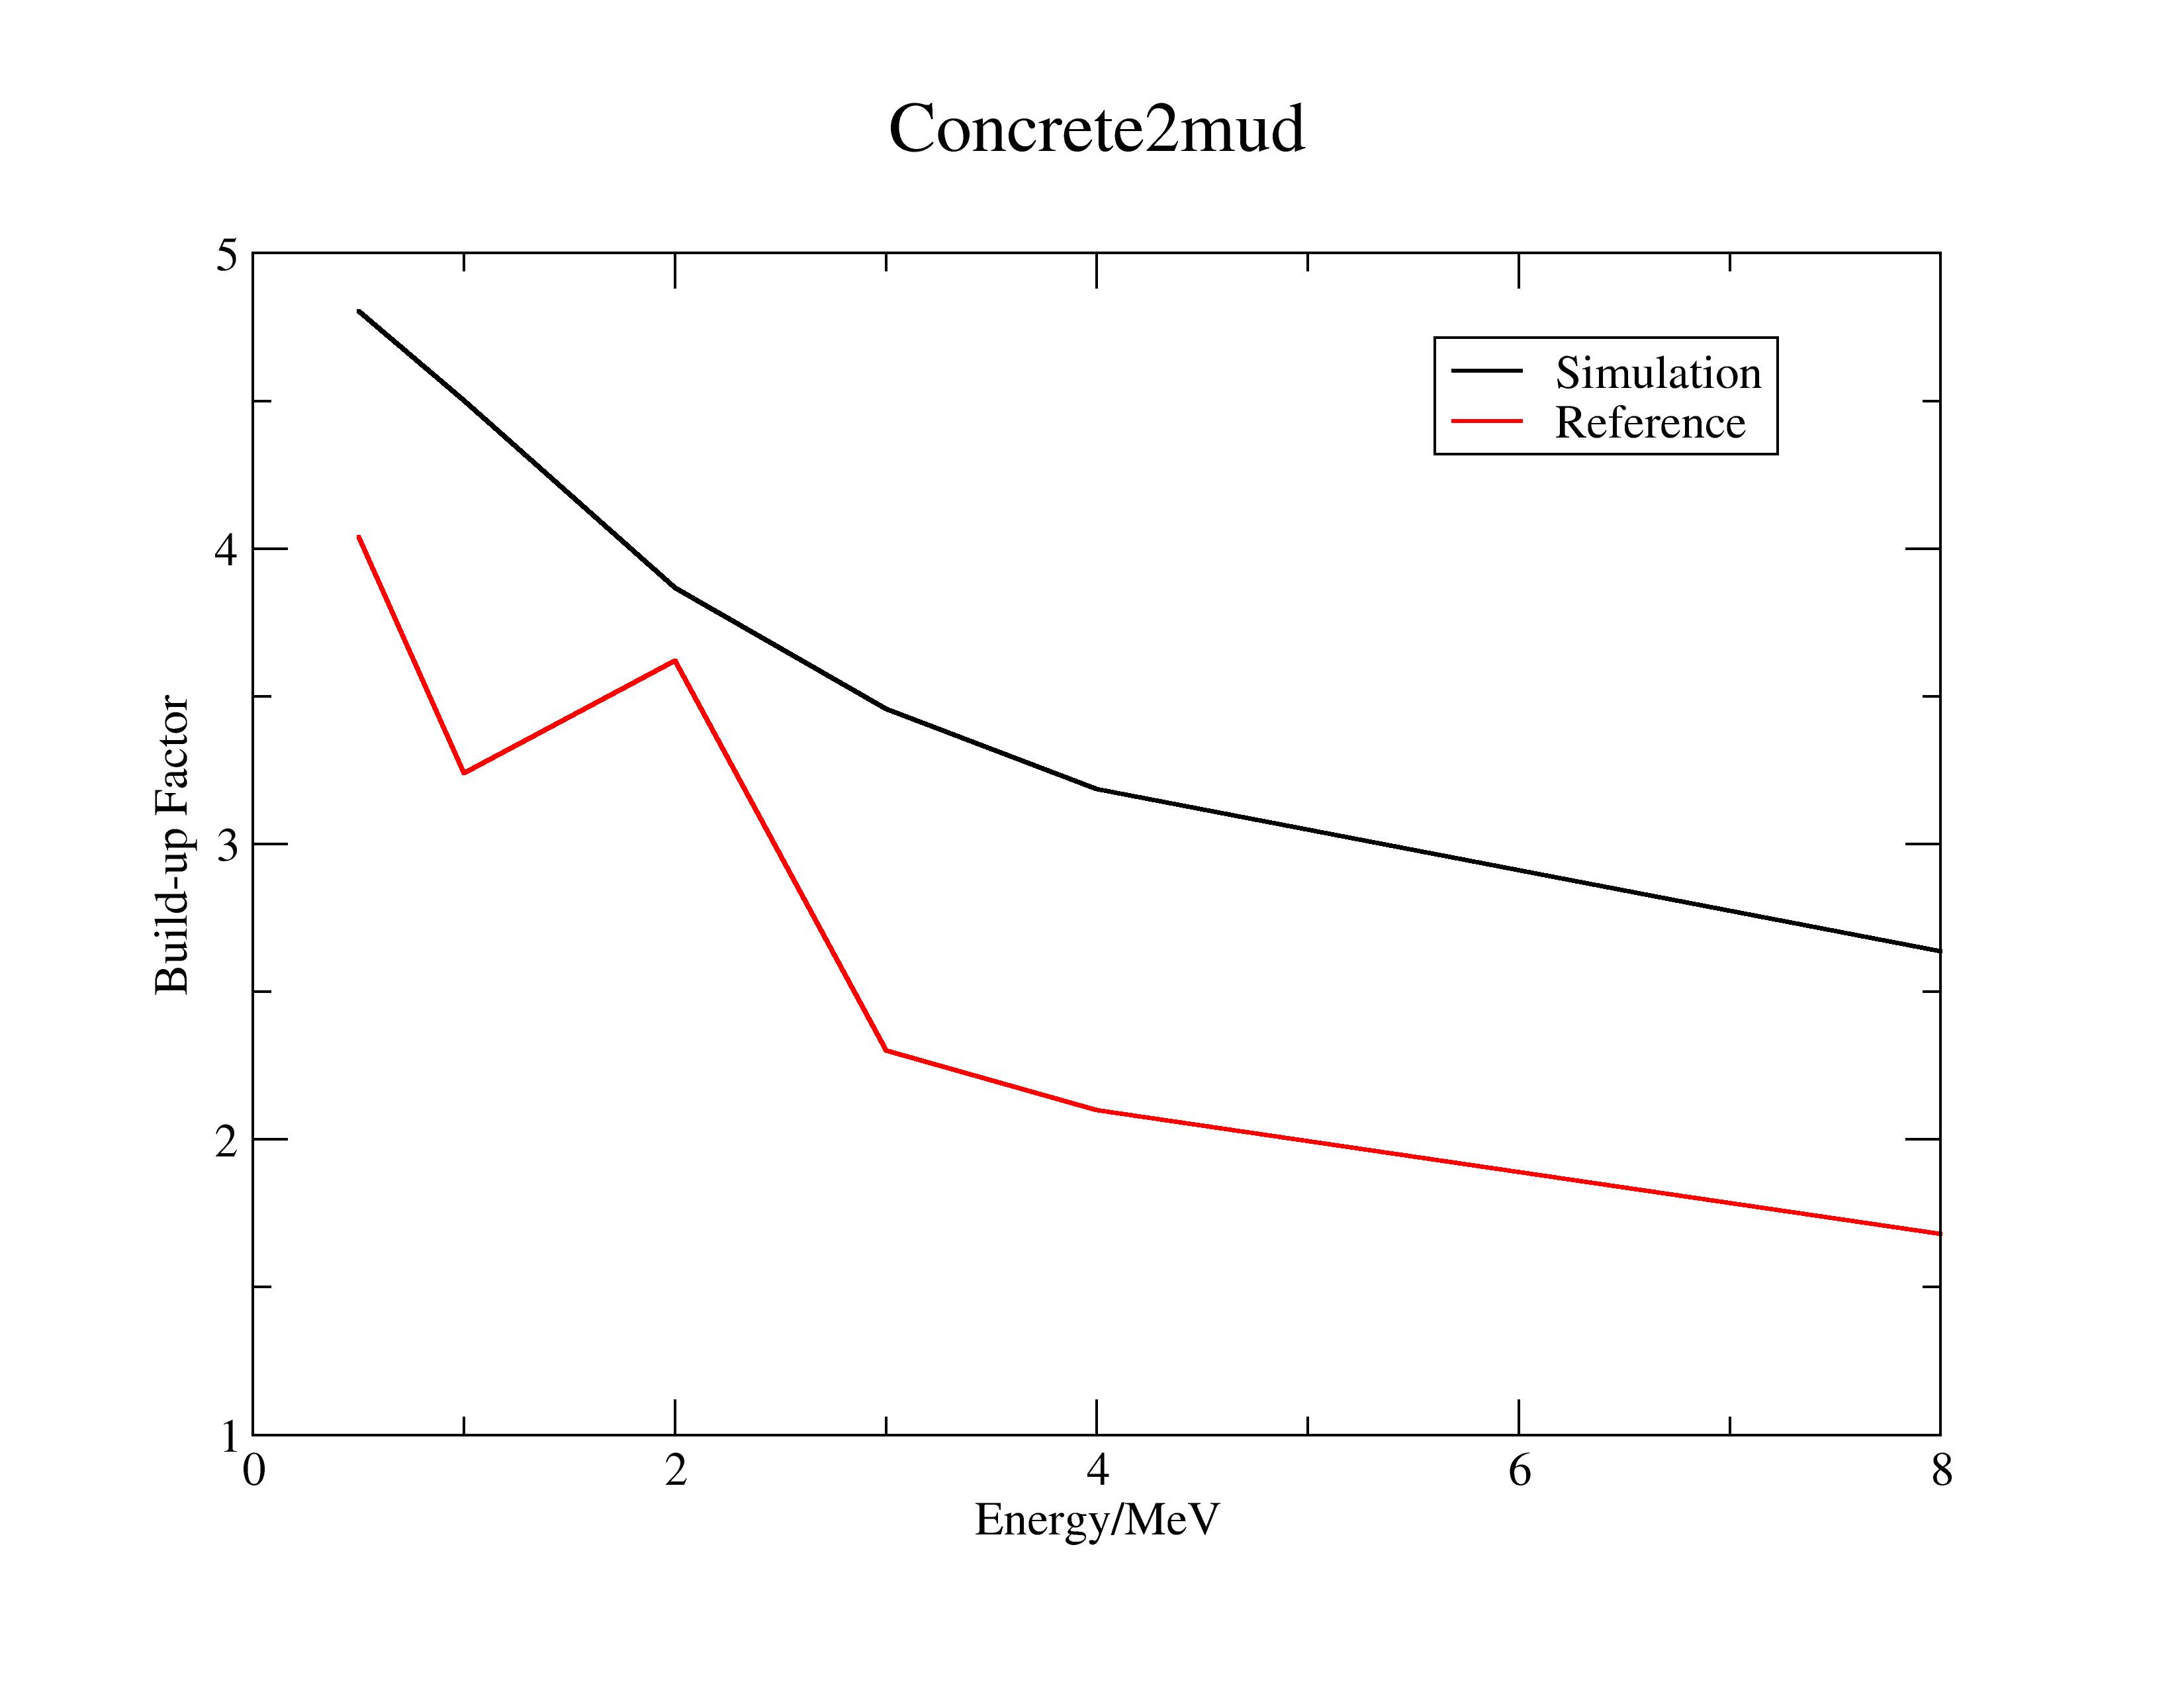 Concrete2mud
5
Simulation
Reference
4
3
2
1
Build-up Factor
0 2 4 6 8
Energy/MeV